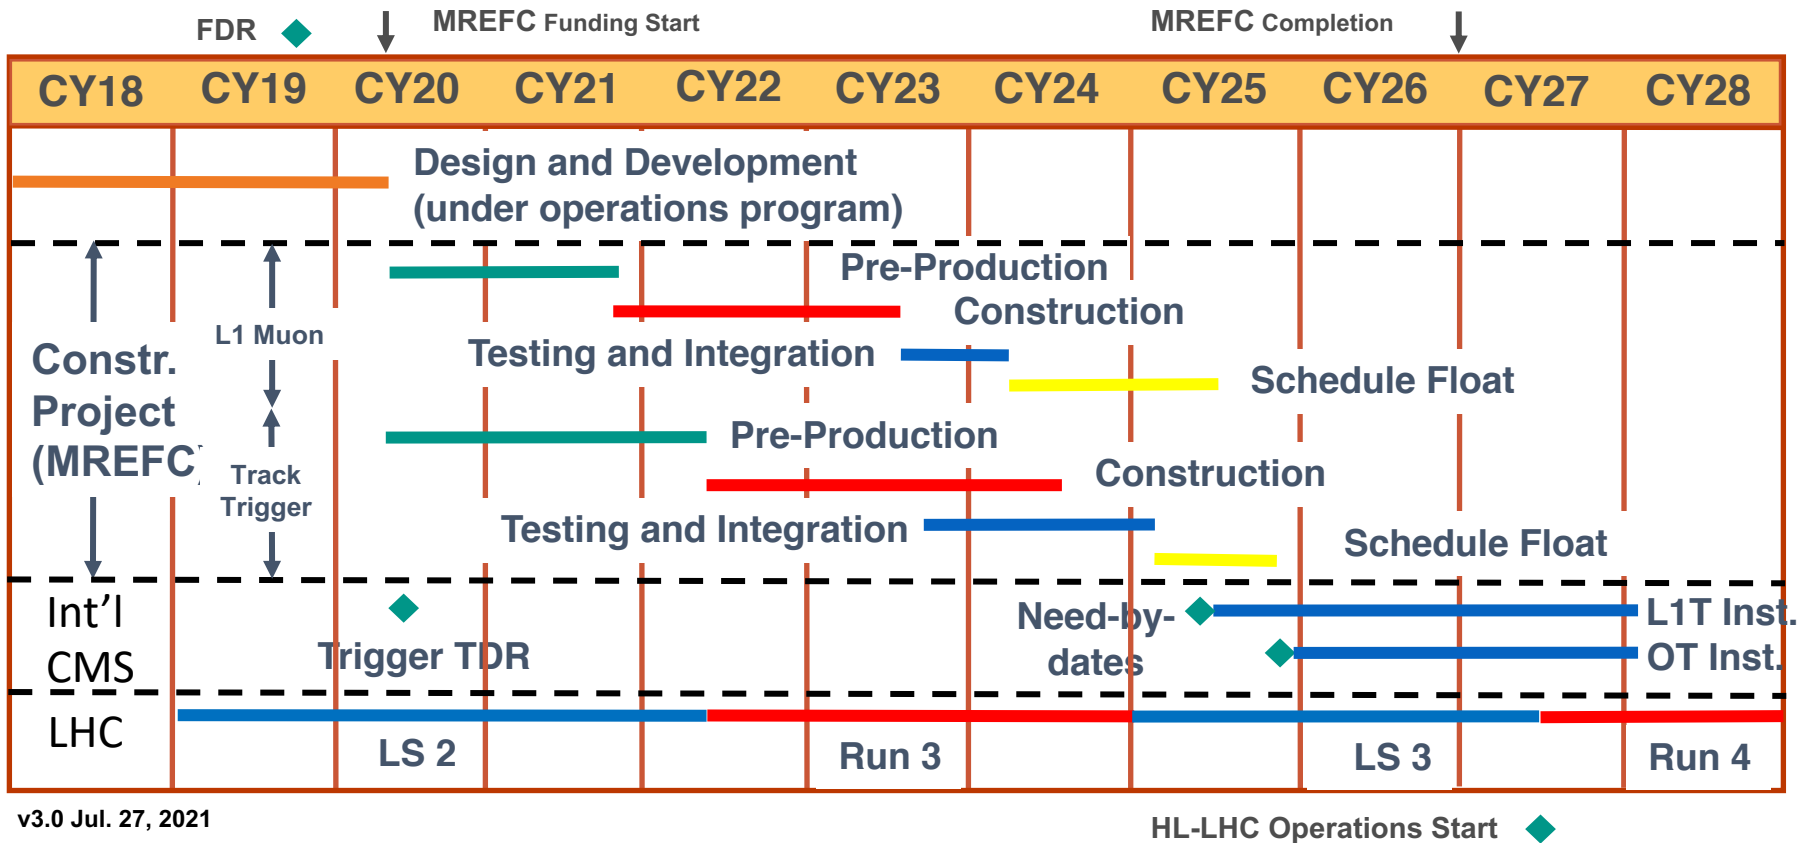 FDR
MREFC Funding Start
MREFC Completion
CY18 CY19 CY20 CY21 CY22 CY23 CY24 CY25 CY26 CY27 CY28
Design and Development
(under operations program)
Pre-Production
Construction
L1 Muon
Testing and Integration
Schedule Float
Constr.
Project
(MREFC)
Pre-Production
Track
Trigger
Construction
Testing and Integration
Schedule Float
Int’l
CMS
Trigger TDR
Need-by-
dates
L1T Inst.
OT Inst.
LHC
LS 2
Run 3
LS 3
Run 4
v3.0 Jul. 27, 2021
HL-LHC Operations Start